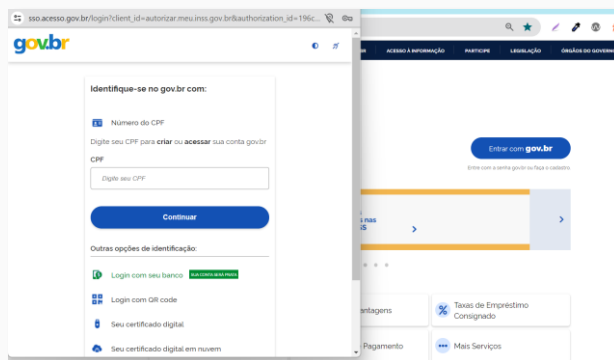 sso.acesso.gov.br/login?client_id=autorizar.meu.inss.gov.br&authorization_id=196c...
gov.br
Identifique-se no gov.br com:
Número do CPF
Digite seu CPF para criar ou acessar sua conta gov.br
CPF
Digite seu CPF
Continuar
Outras opções de identificação:
Login com seu banco SUA CONTA SERÁ PRATA
Login com QR code
Seu certificado digital
Seu certificado digital em nuvem
ACESSO À INFORMAÇÃO PARTICIPE LEGISLAÇÃO ÓRGÃOS DO GOVERNO
Entrar com gov.br
Entre com a senha gov.br ou faça o cadastro
s nas
SS
antagens
Taxas de Empréstimo
Consignado
Pagamento
Mais Serviços